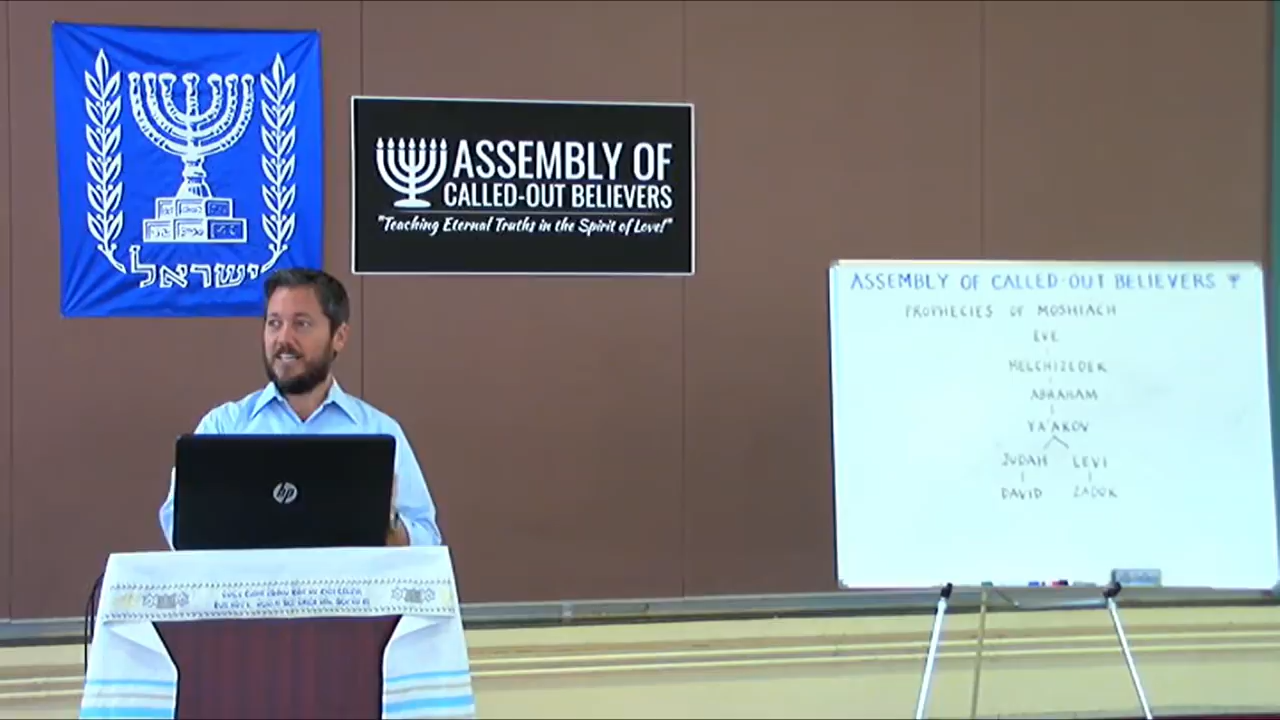 ישראל
ASSEMBLY OF
CALLED-OUT BELIEVERS
"Teaching Eternal Truths in the Spirit of Love!"
ASSEMBLY OF CALLED-OUT BELIEVERS
PROPHECIES OF MOSHIACH
EVE
MELCHIZEDEK
ABRAHAM
YA'AKOV
JUDAH LEVI
DAVID ZADOK
hp